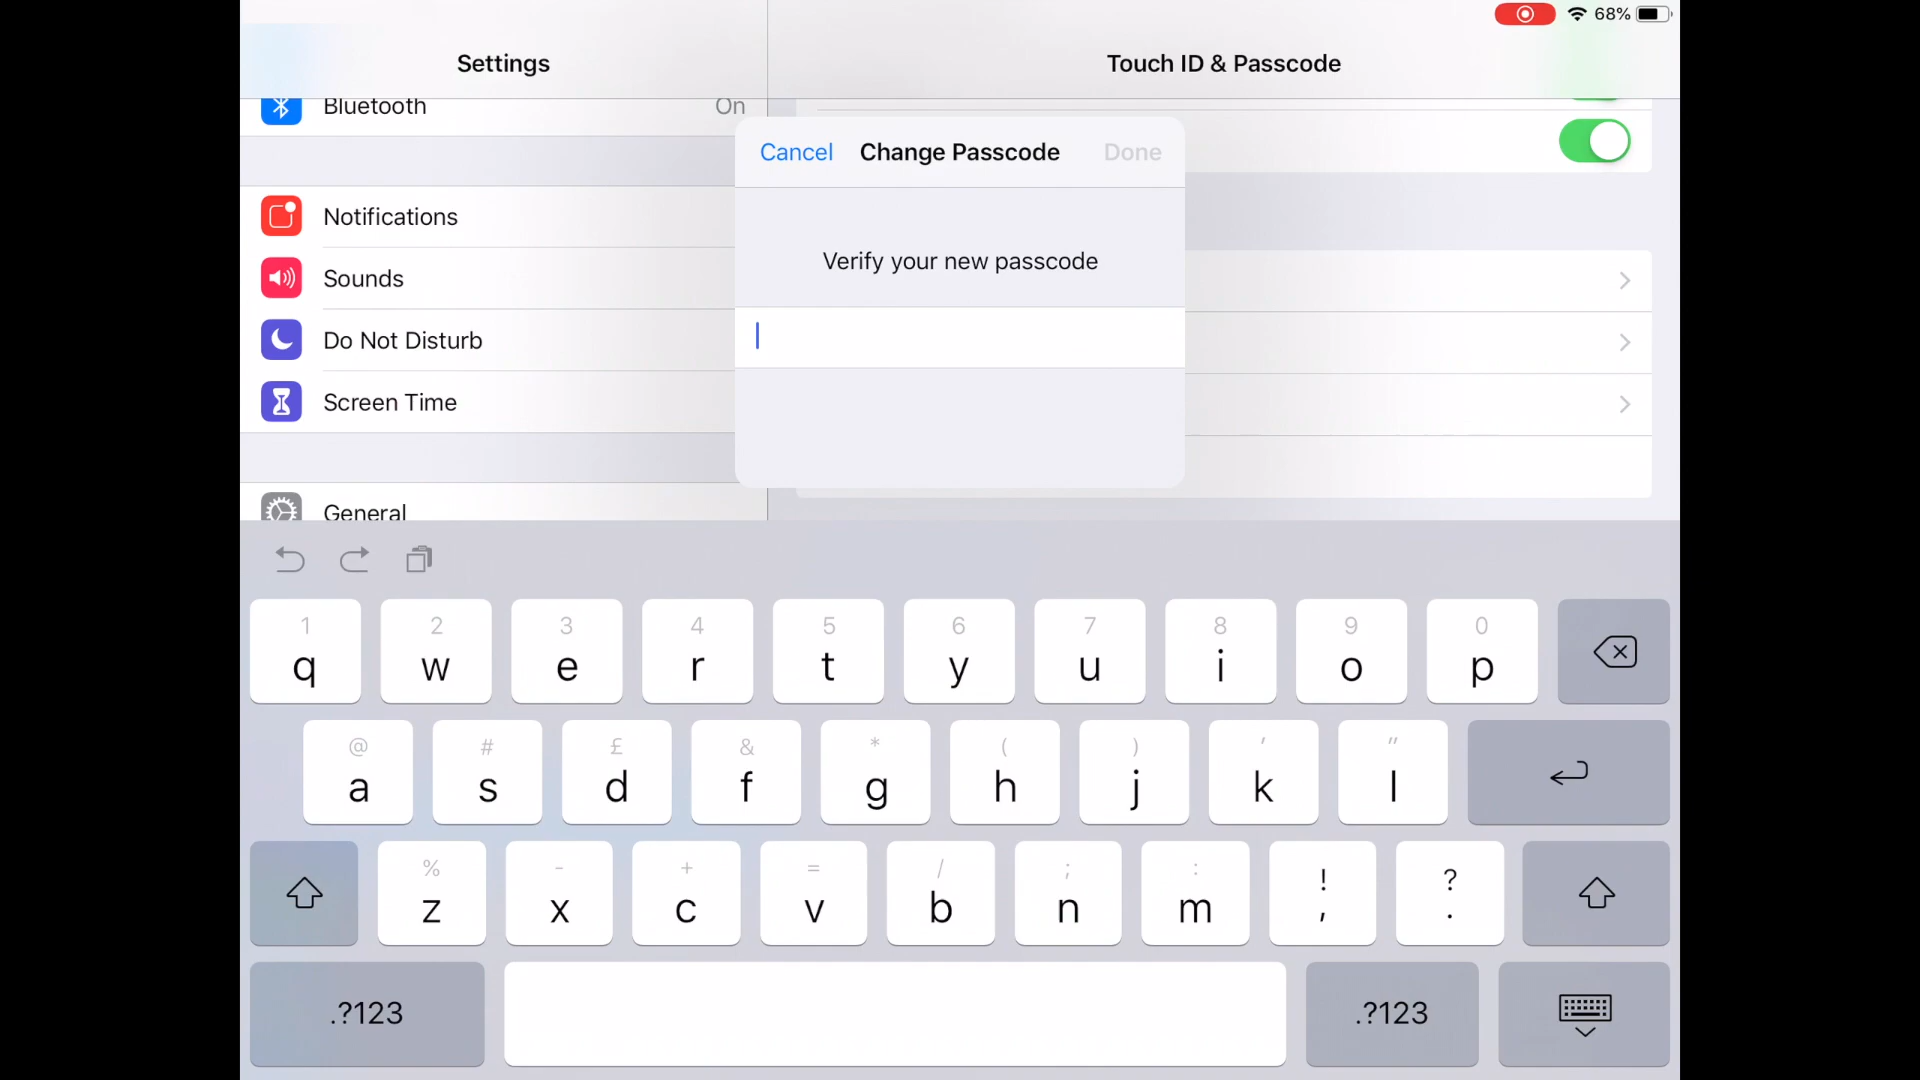 68%
Settings
Touch ID & Passcode
Bluetooth On
Cancel Change Passcode Done
Notifications
Verify your new passcode
Sounds
Do Not Disturb
Screen Time
General
1 2 3 4 5 6 7 8 9 0
q w e r t y u i o p
@ # £ & * ( ) ' "
a s d f g h j k l
% - + = / ; : ! ?
z x c v b n m , .
.?123 .?123